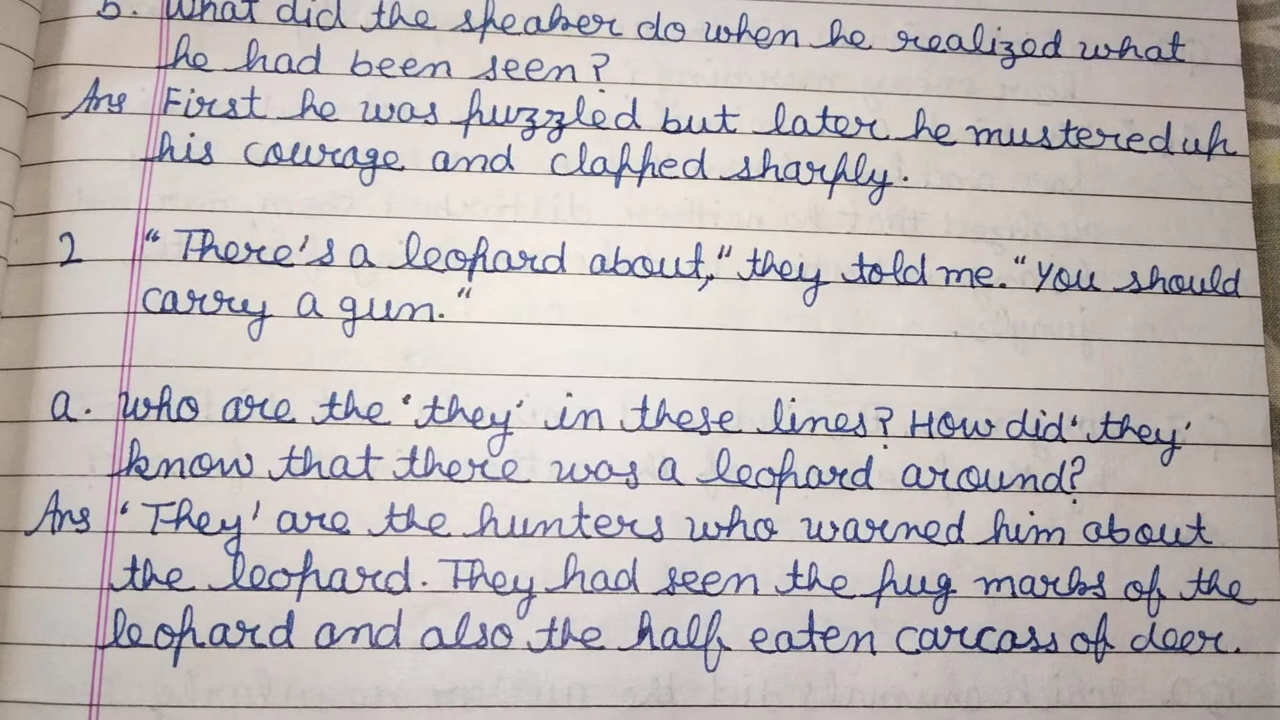 b. What did the speaker do when he realized what
he had been seen?
Ans First he was puzzled but later he mustered up
his courage and clapped sharply.
2 "There's a leopard about," they told me. "You should
carry a gun."
a. who are the 'they' in these lines? How did 'they'
know that there was a leopard around?
Ans 'They' are the hunters who warned him about
the leopard. They had seen the pug marks of the
leopard and also the half eaten carcass of deer.